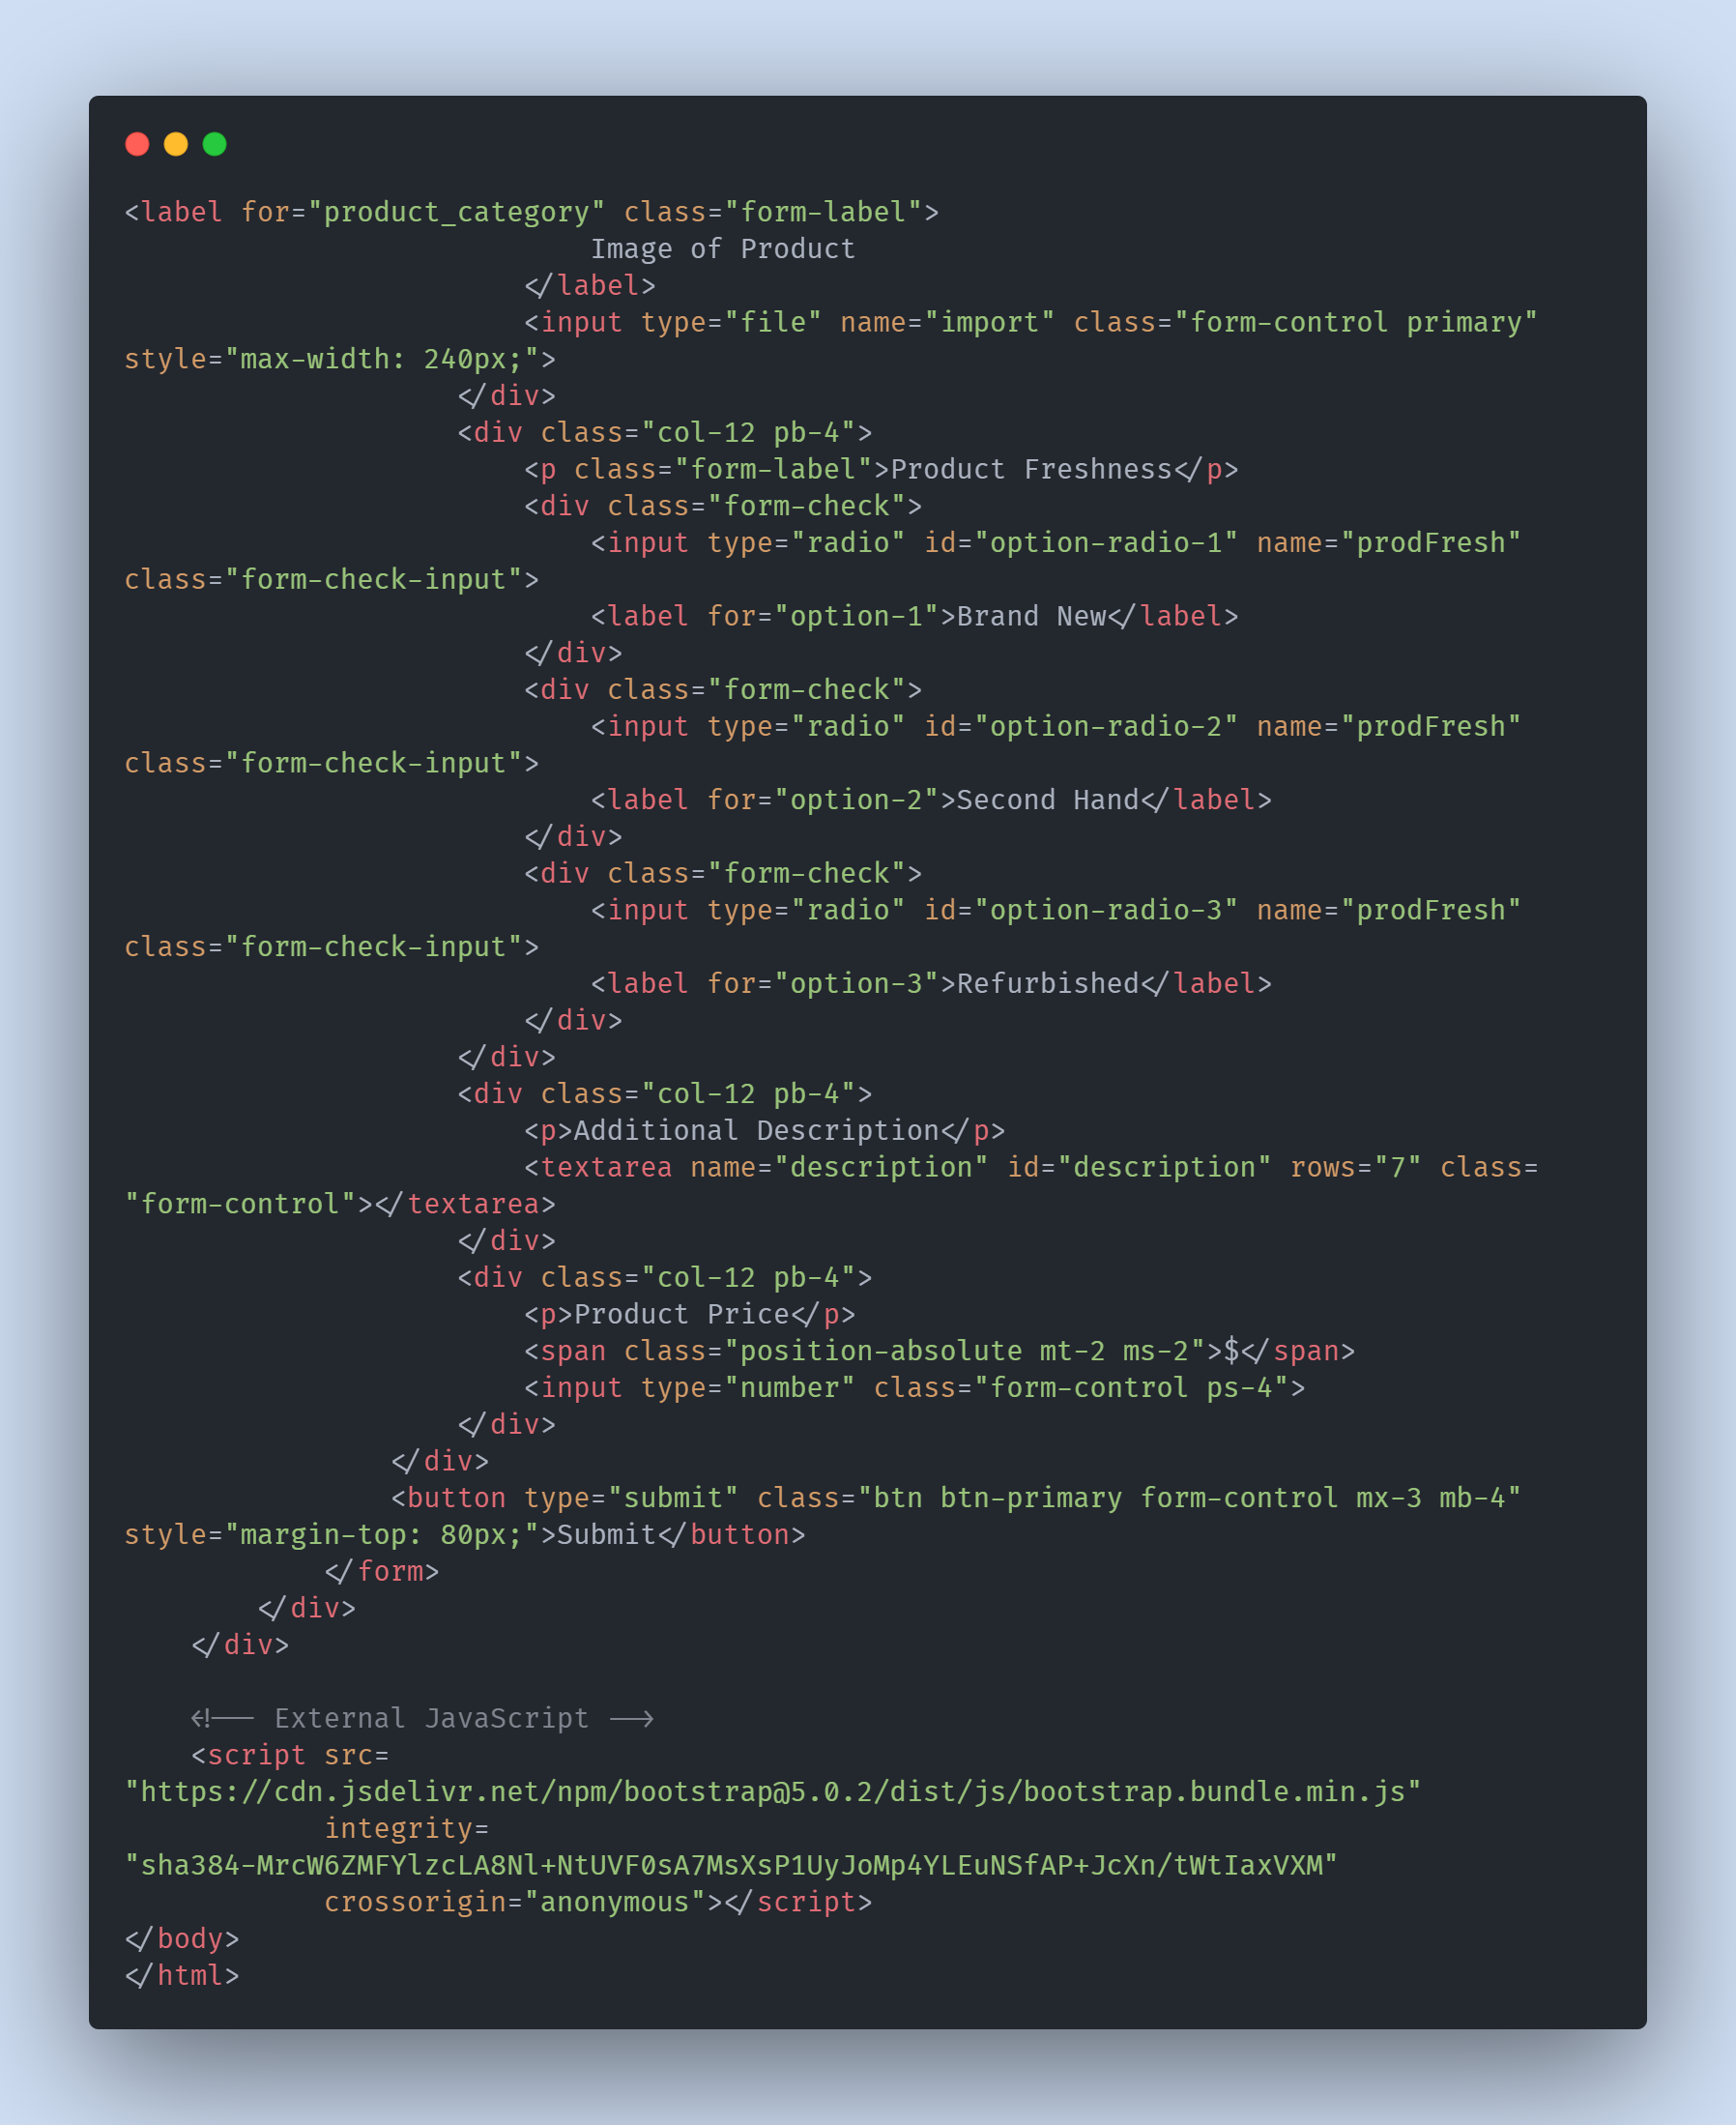 <label for="product_category" class="form-label">
                            Image of Product
                        </label>
                        <input type="file" name="import" class="form-control primary"
style="max-width: 240px;">
                    </div>
                    <div class="col-12 pb-4">
                        <p class="form-label">Product Freshness</p>
                        <div class="form-check">
                            <input type="radio" id="option-radio-1" name="prodFresh"
class="form-check-input">
                            <label for="option-1">Brand New</label>
                        </div>
                        <div class="form-check">
                            <input type="radio" id="option-radio-2" name="prodFresh"
class="form-check-input">
                            <label for="option-2">Second Hand</label>
                        </div>
                        <div class="form-check">
                            <input type="radio" id="option-radio-3" name="prodFresh"
class="form-check-input">
                            <label for="option-3">Refurbished</label>
                        </div>
                    </div>
                    <div class="col-12 pb-4">
                        <p>Additional Description</p>
                        <textarea name="description" id="description" rows="7" class=
"form-control"></textarea>
                    </div>
                    <div class="col-12 pb-4">
                        <p>Product Price</p>
                        <span class="position-absolute mt-2 ms-2">$</span>
                        <input type="number" class="form-control ps-4">
                    </div>
                </div>
                <button type="submit" class="btn btn-primary form-control mx-3 mb-4"
style="margin-top: 80px;">Submit</button>
            </form>
        </div>
    </div>

    <!-- External JavaScript -->
    <script src=
"https://cdn.jsdelivr.net/npm/bootstrap@5.0.2/dist/js/bootstrap.bundle.min.js"
            integrity=
"sha384-MrcW6ZMFYlzcLA8Nl+NtUVF0sA7MsXsP1UyJoMp4YLEuNSfAP+JcXn/tWtIaxVXM"
            crossorigin="anonymous"></script>
</body>
</html>